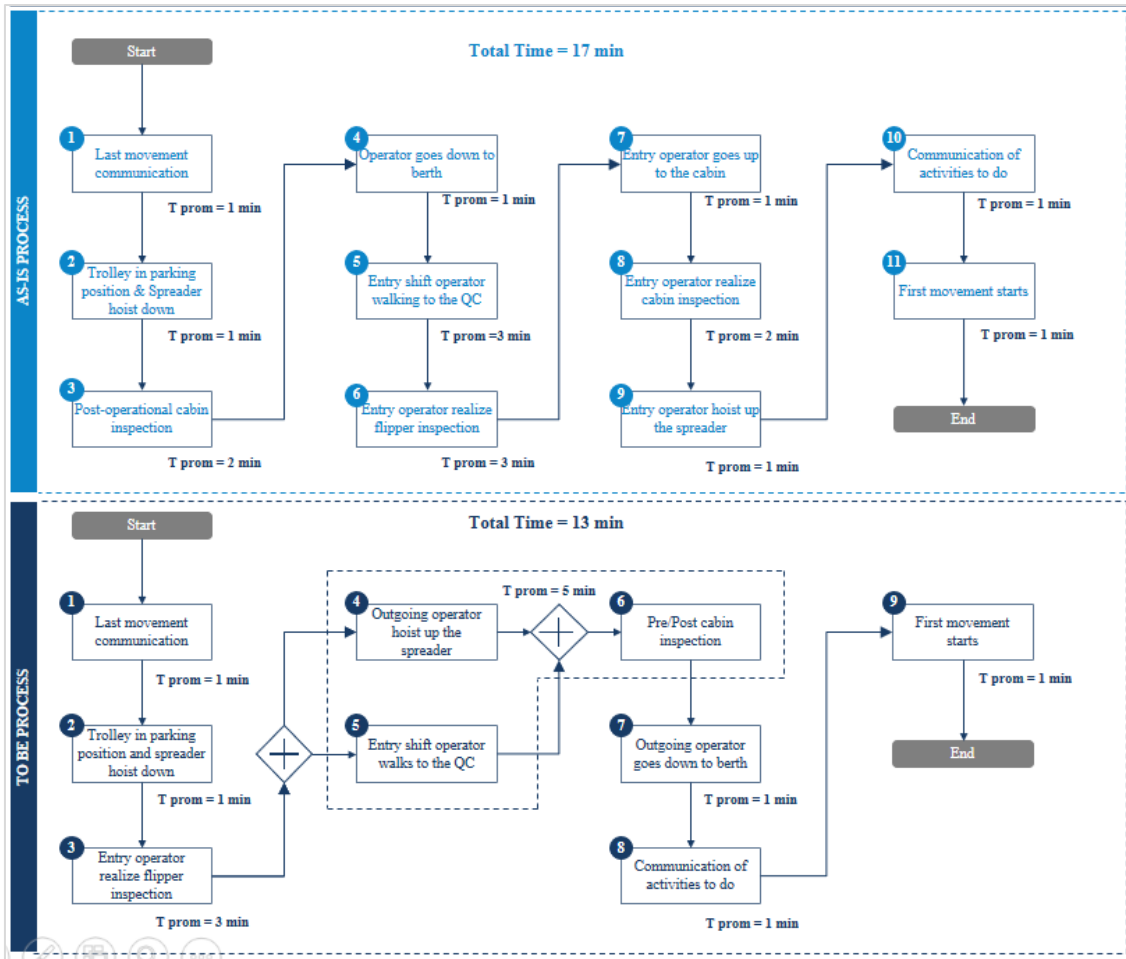 AS-IS PROCESS
Start
Total Time = 17 min
1
Last movement
communication
T prom = 1 min
2
Trolley in parking
position & Spreader
hoist down
T prom = 1 min
3
Post-operational cabin
inspection
T prom = 2 min
4
Operator goes down to
berth
T prom = 1 min
5
Entry shift operator
walking to the QC
T prom =3 min
6
Entry operator realize
flipper inspection
T prom = 3 min
7
Entry operator goes up
to the cabin
T prom = 1 min
8
Entry operator realize
cabin inspection
T prom = 2 min
9
Entry operator hoist up
the spreader
T prom = 1 min
10
Communication of
activities to do
T prom = 1 min
11
First movement starts
T prom = 1 min
End
TO BE PROCESS
Start
Total Time = 13 min
1
Last movement
communication
T prom = 1 min
2
Trolley in parking
position and spreader
hoist down
T prom = 1 min
3
Entry operator
realize flipper
inspection
T prom = 3 min
4
Outgoing operator
hoist up the
spreader
5
Entry shift operator
walks to the QC
T prom = 5 min
6
Pre/Post cabin
inspection
7
Outgoing operator
goes down to berth
T prom = 1 min
8
Communication of
activities to do
T prom = 1 min
9
First movement
starts
T prom = 1 min
End